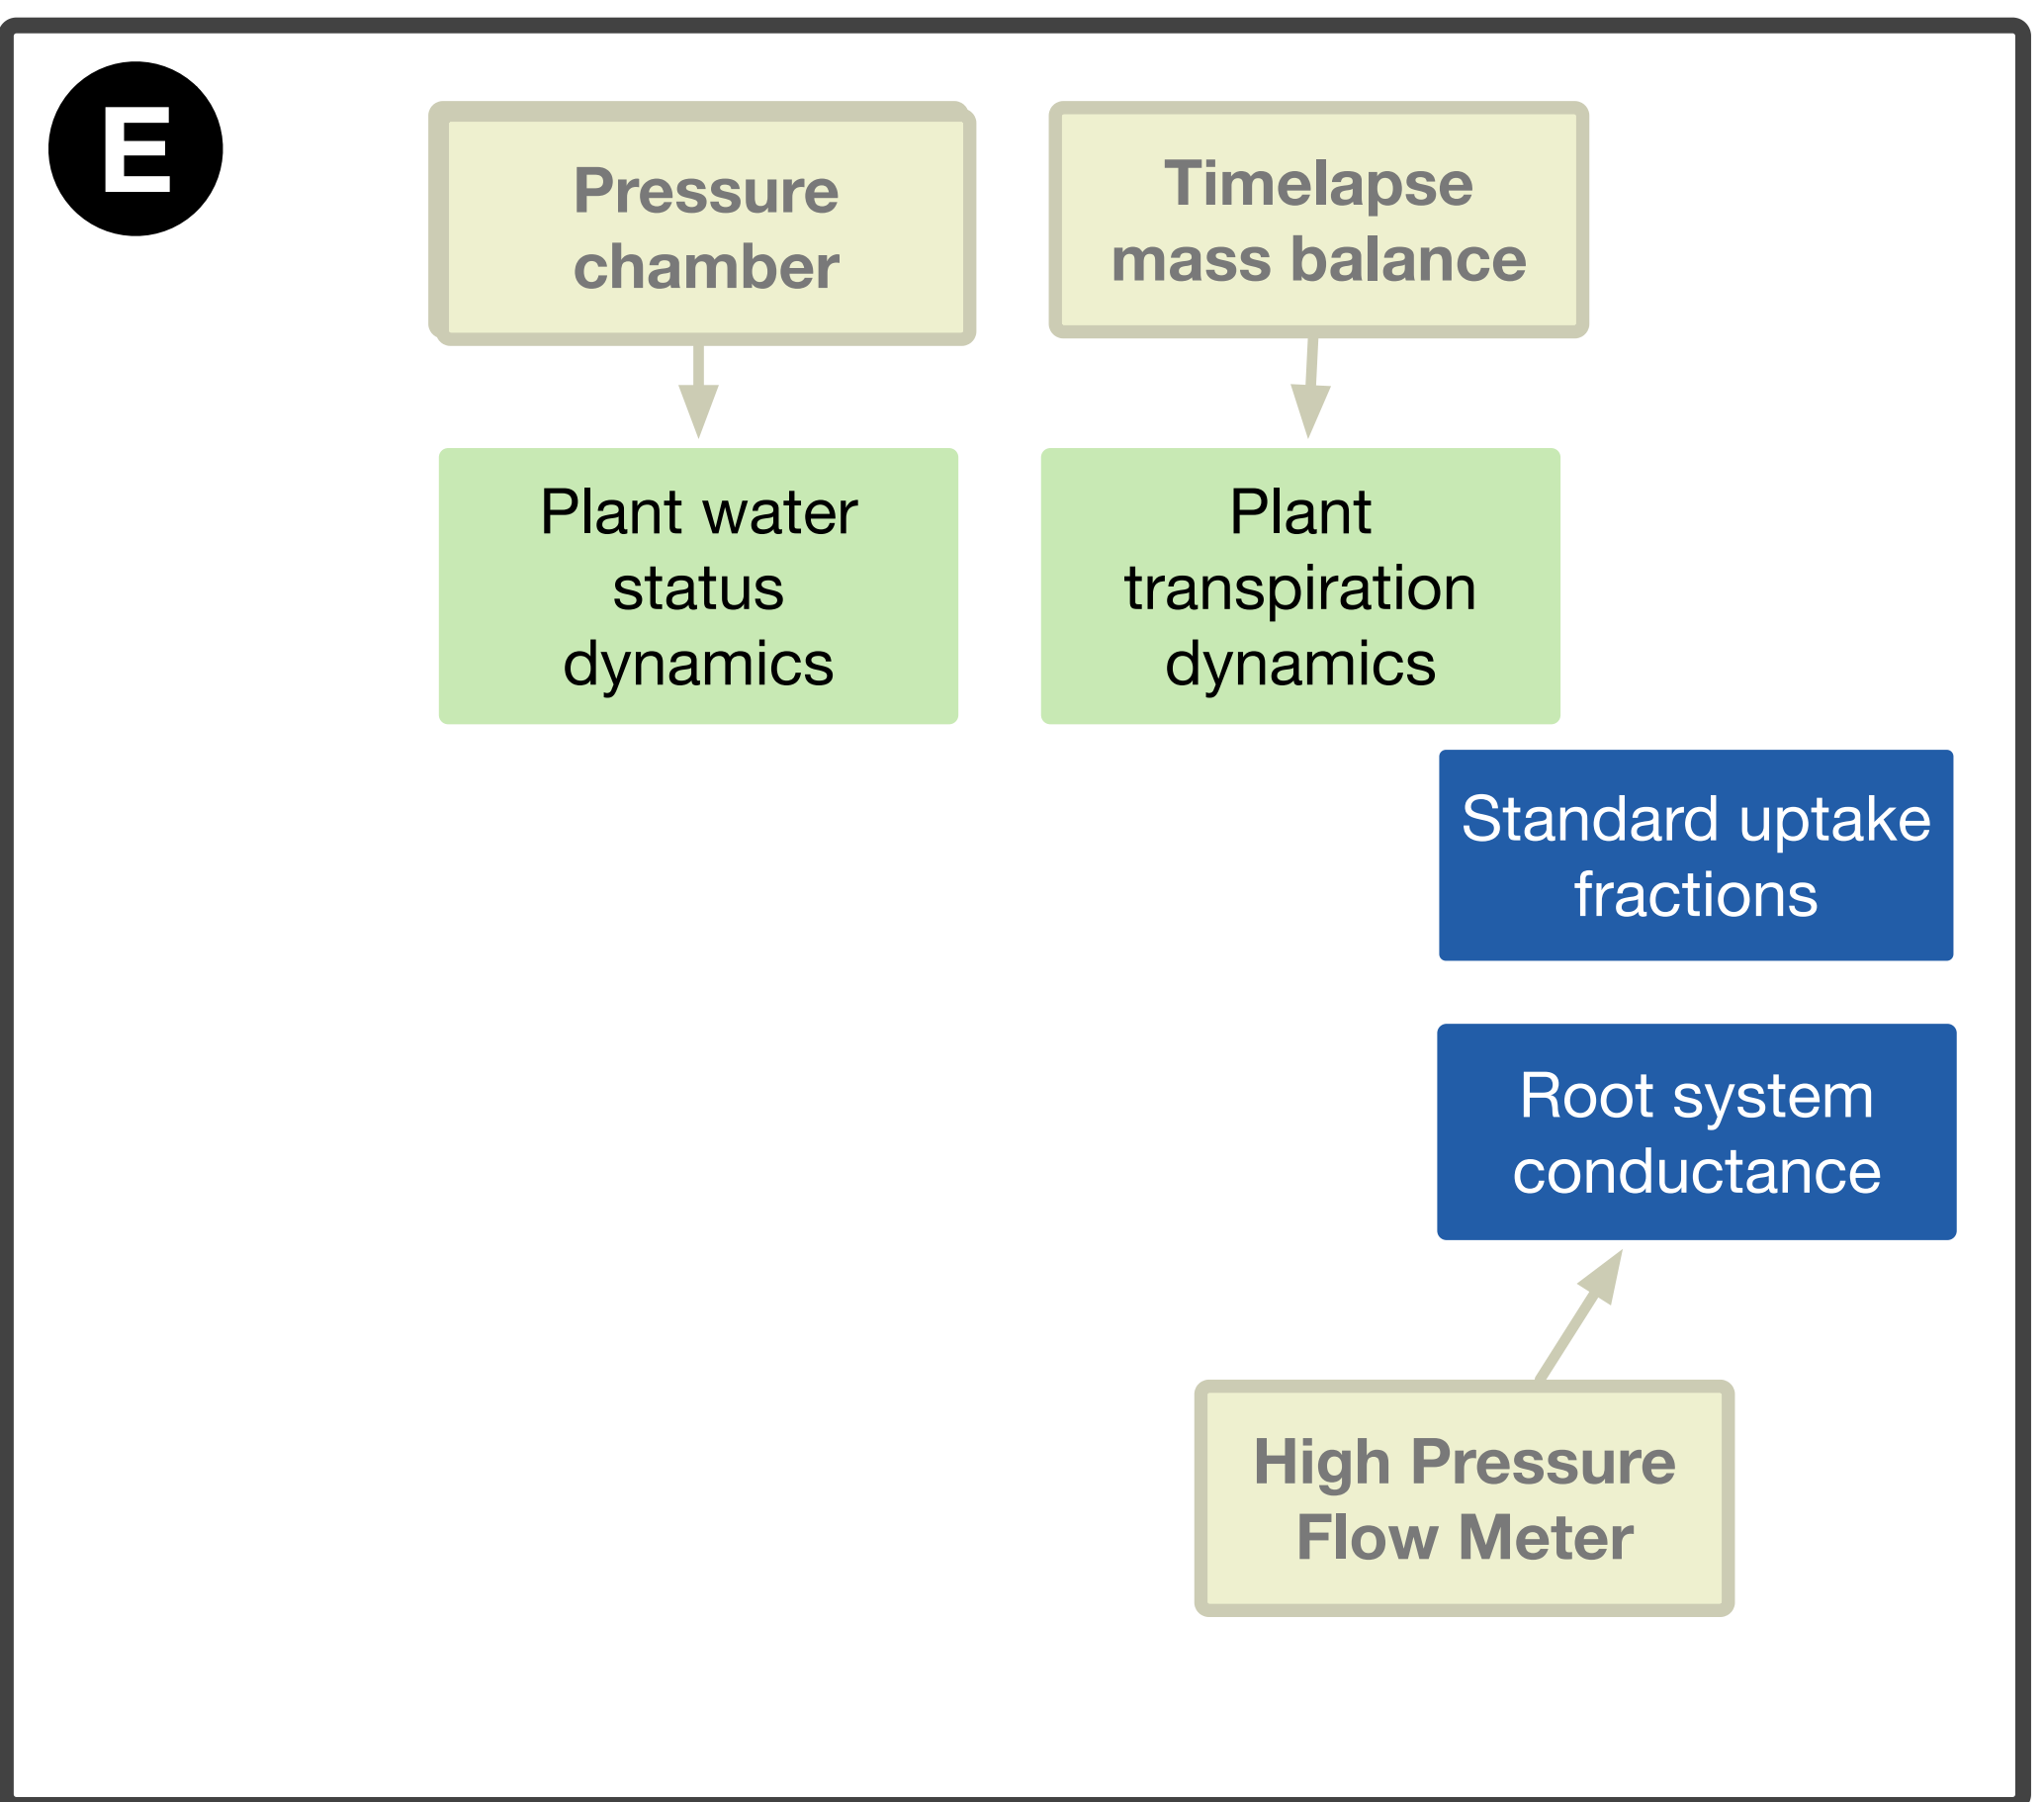 E
Pressure
chamber
Timelapse
mass balance
Plant water
status
dynamics
Plant
transpiration
dynamics
Standard uptake
fractions
Root system
conductance
High Pressure
Flow Meter